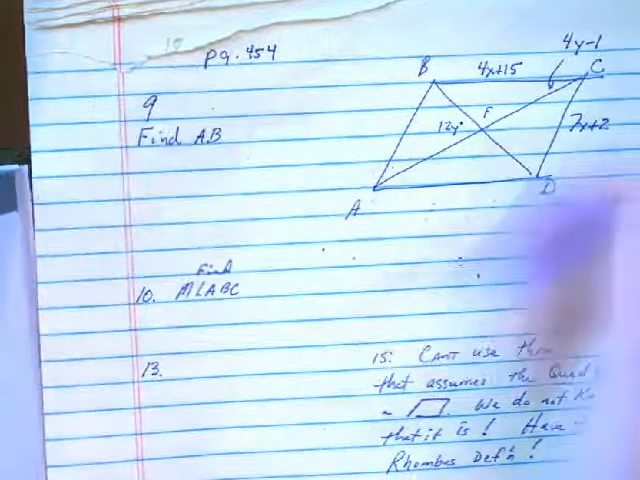 pg. 454
9
Find AB
B
4x+15
4y-1
C
F
12y°
7x+2
A
D
Find
10. M∠ABC
13.
15: Can't use
that assumes the Quad
We do not
that it is! Have
Rhombus Def'n!